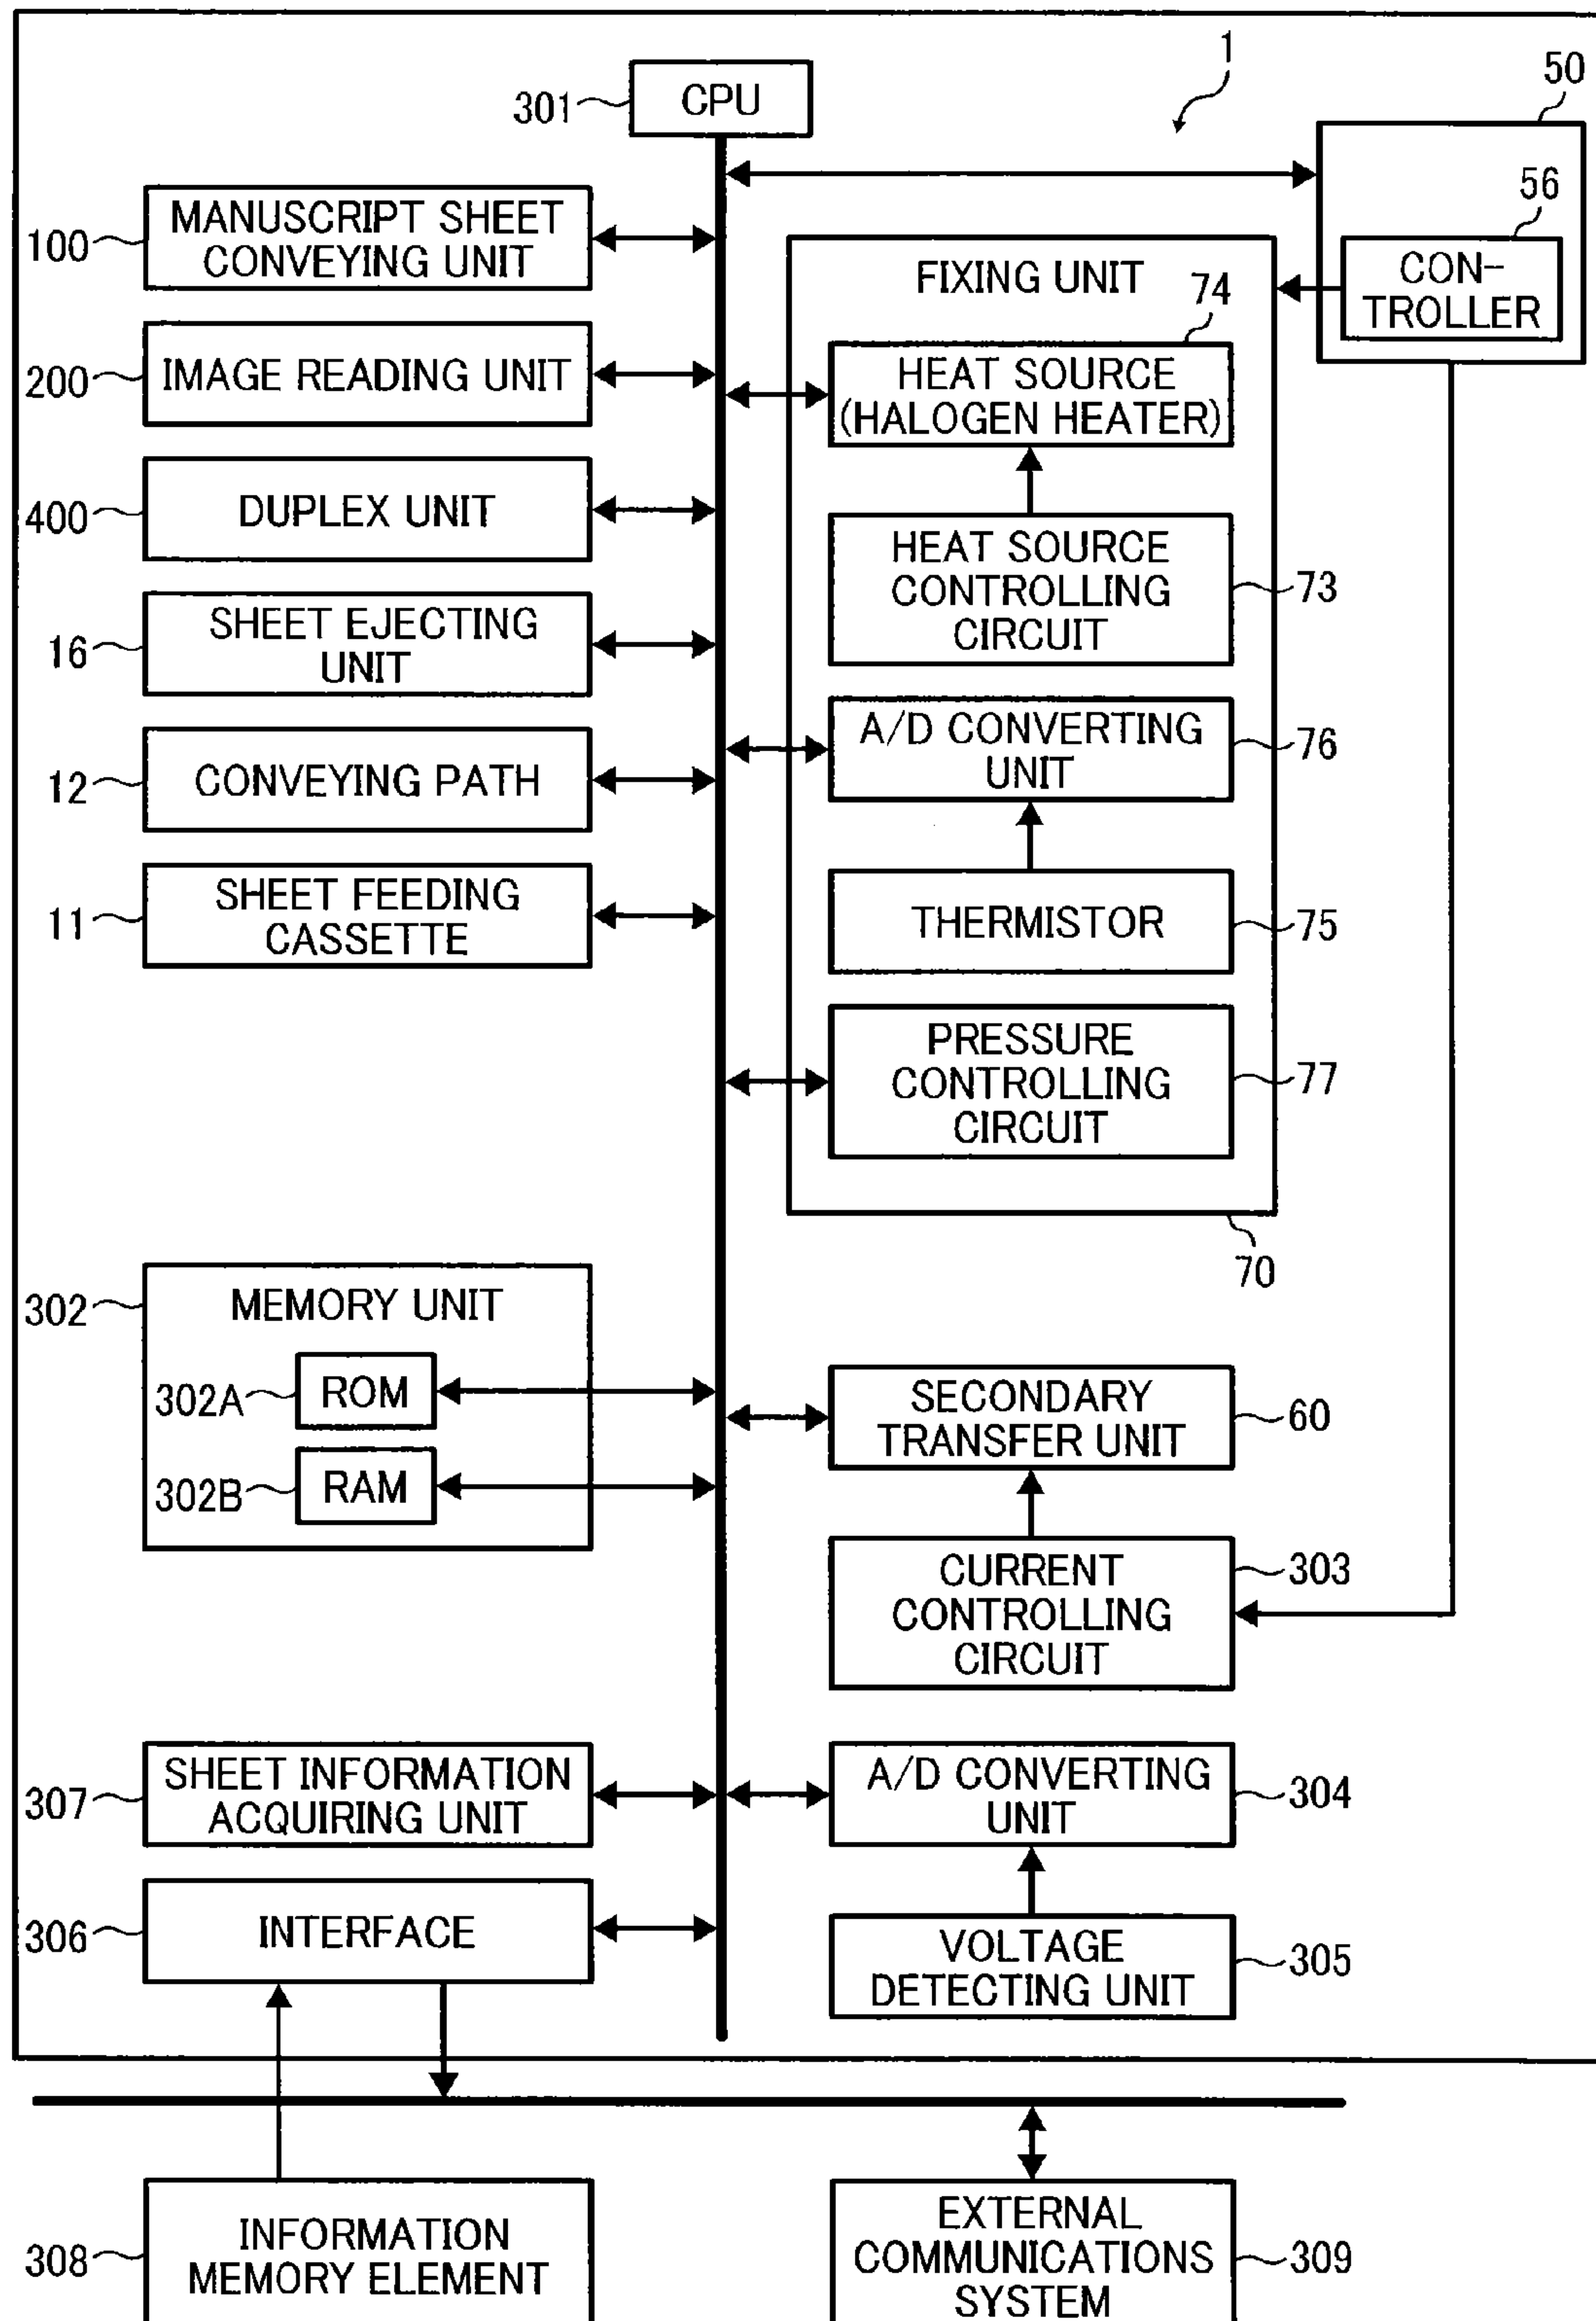 1
50
301
CPU
56
CON-
TROLLER
100
MANUSCRIPT SHEET
CONVEYING UNIT
FIXING UNIT
74
200
IMAGE READING UNIT
HEAT SOURCE
(HALOGEN HEATER)
400
DUPLEX UNIT
HEAT SOURCE
CONTROLLING
CIRCUIT
73
16
SHEET EJECTING
UNIT
A/D CONVERTING
UNIT
76
12
CONVEYING PATH
11
SHEET FEEDING
CASSETTE
THERMISTOR
75
PRESSURE
CONTROLLING
CIRCUIT
77
70
302
MEMORY UNIT
302A
ROM
302B
RAM
SECONDARY
TRANSFER UNIT
60
CURRENT
CONTROLLING
CIRCUIT
303
307
SHEET INFORMATION
ACQUIRING UNIT
A/D CONVERTING
UNIT
304
306
INTERFACE
VOLTAGE
DETECTING UNIT
305
308
INFORMATION
MEMORY ELEMENT
EXTERNAL
COMMUNICATIONS
SYSTEM
309